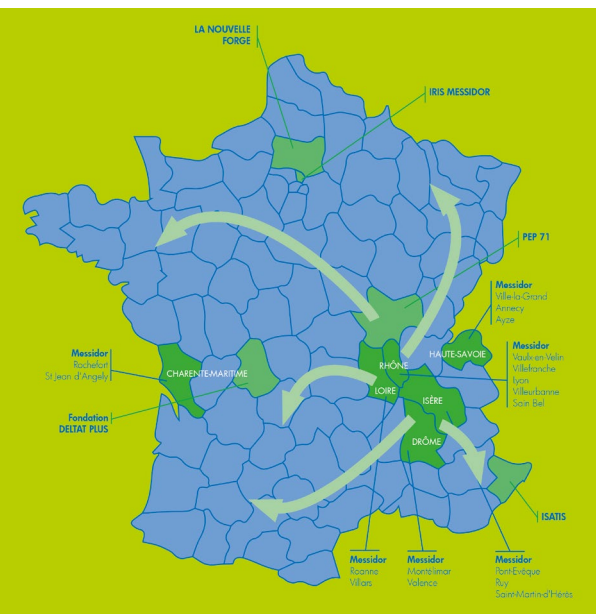 LA NOUVELLE
FORGE
IRIS MESSIDOR
PEP 71
Messidor
Ville-la-Grand
Annecy
Ayze
HAUTE-SAVOIE
Messidor
Rochefort
St Jean d'Angely
CHARENTE-MARITIME
RHÔNE
LOIRE
ISÈRE
DRÔME
Messidor
Vaulx-en-Velin
Villefranche
Lyon
Villeurbanne
Sain Bel
Fondation
DELTAT PLUS
ISATIS
Messidor
Roanne
Villars
Messidor
Montélimar
Valence
Messidor
Pont-Evêque
Ruy
Saint-Martin-d'Hérès